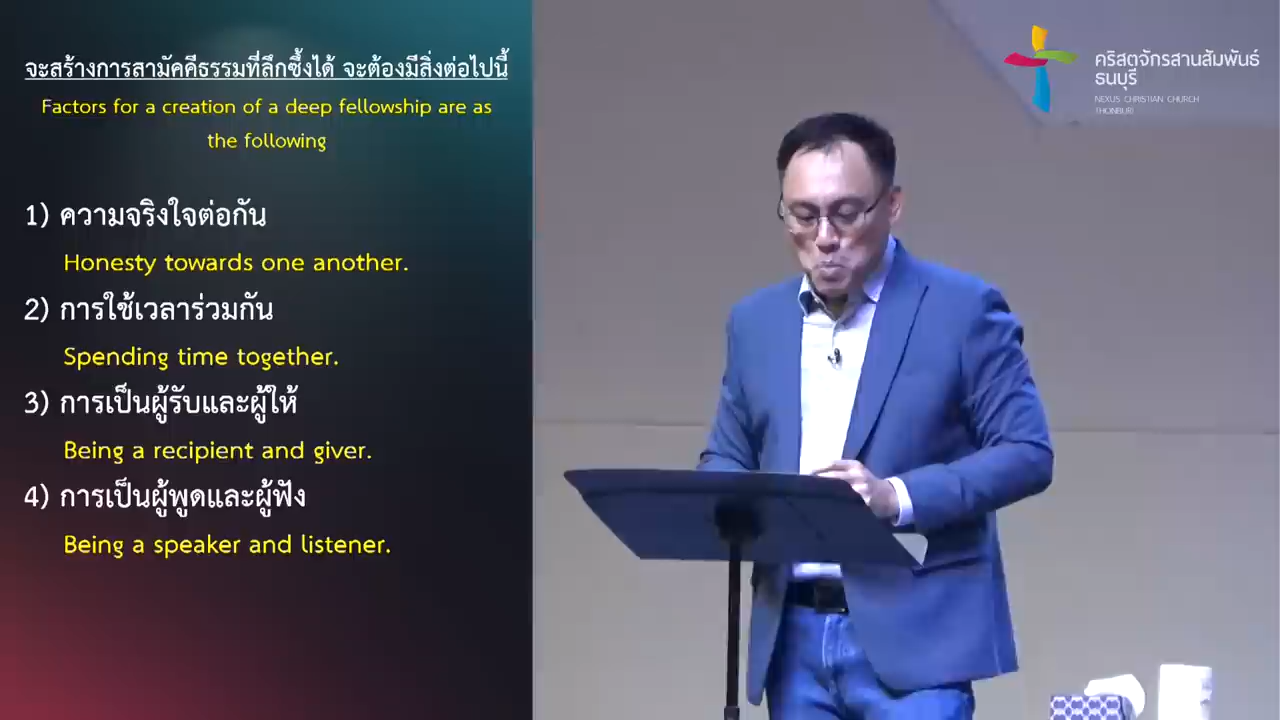 จะสร้างการสามัคคีธรรมที่ลึกซึ้งได้ จะต้องมีสิ่งต่อไปนี้
Factors for a creation of a deep fellowship are as
the following
1) ความจริงใจต่อกัน
Honesty towards one another.
2) การใช้เวลาร่วมกัน
Spending time together.
3) การเป็นผู้รับและผู้ให้
Being a recipient and giver.
4) การเป็นผู้พูดและผู้ฟัง
Being a speaker and listener.
คริสตจักรสานสัมพันธ์
ธนบุรี
NEXUS CHRISTIAN CHURCH
THONBURI